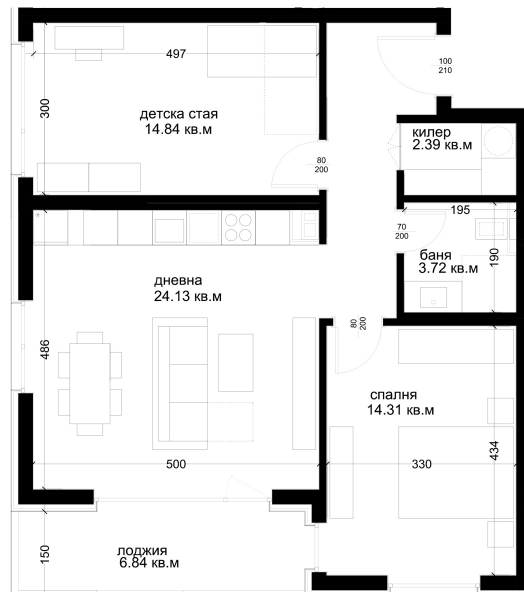 497
100
210
300
детска стая
14.84 кв.м
килер
2.39 кв.м
80
200
195
70
200
190
баня
3.72 кв.м
дневна
24.13 кв.м
80
200
486
спалня
14.31 кв.м
434
500
330
150
лоджия
6.84 кв.м